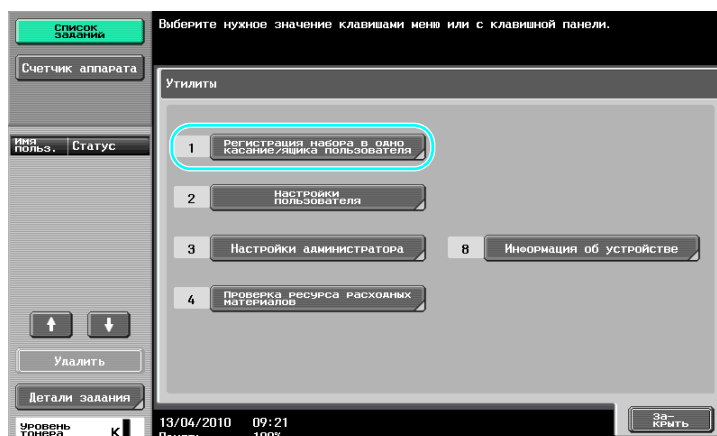 Список
заданий
Выберите нужное значение клавишами меню или с клавишной панели.
Счетчик аппарата
Утилиты
Имя
польз.
Статус
1
Регистрация набора в одно
касание/ящика пользователя
2
Настройки
пользователя
3
Настройки администратора
8
Информация об устройстве
4
Проверка ресурса расходных
материалов
Удалить
Детали задания
Уровень
тонера
K
13/04/2010 09:21
Память 100%
За-
крыть